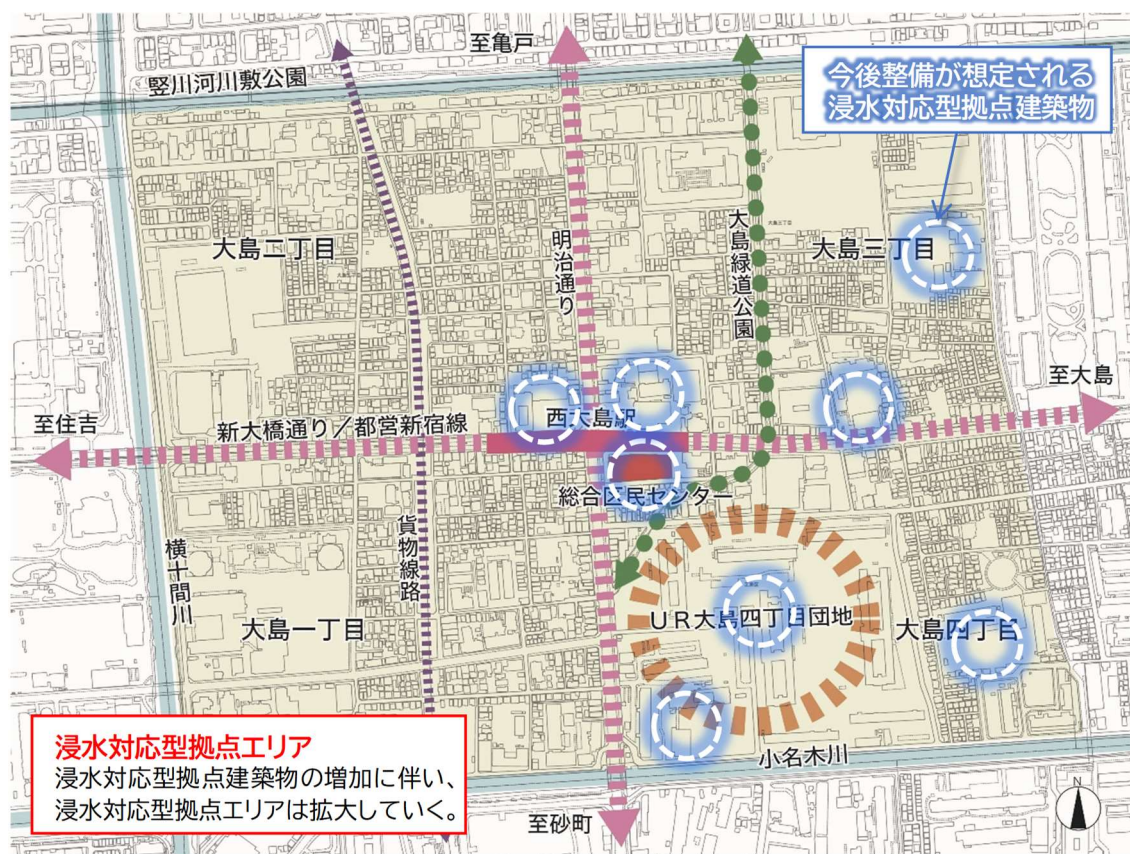 至亀戸
竪川河川敷公園
今後整備が想定される
浸水対応型拠点建築物
大島二丁目
明治通り
大島緑道公園
大島三丁目
至大島
至住吉
新大橋通り／都営新宿線
西大島駅
総合区民センター
横十間川
貨物線路
大島一丁目
UR大島四丁目団地
大島四丁目
浸水対応型拠点エリア
浸水対応型拠点建築物の増加に伴い、
浸水対応型拠点エリアは拡大していく。
小名木川
至砂町
N